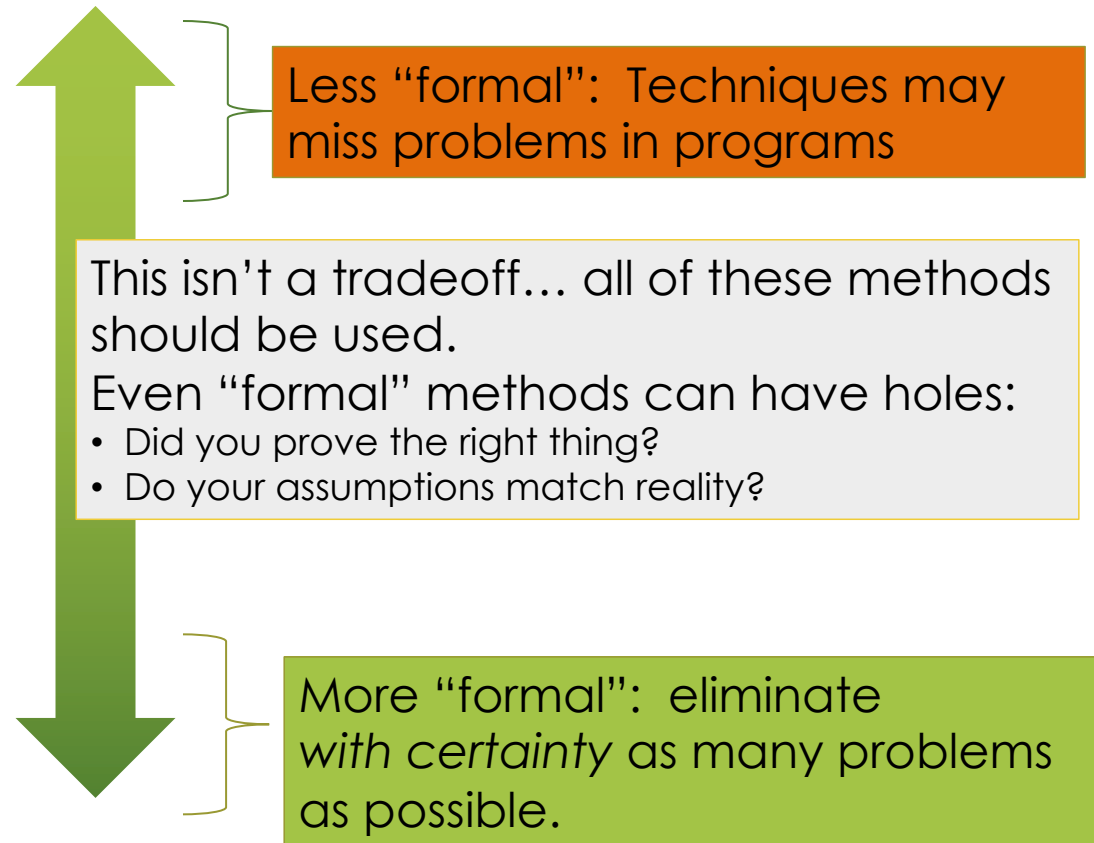 Less “formal”: Techniques may
miss problems in programs
This isn’t a tradeoff… all of these methods
should be used.
Even “formal” methods can have holes:
• Did you prove the right thing?
• Do your assumptions match reality?
More “formal”: eliminate
with certainty as many problems
as possible.